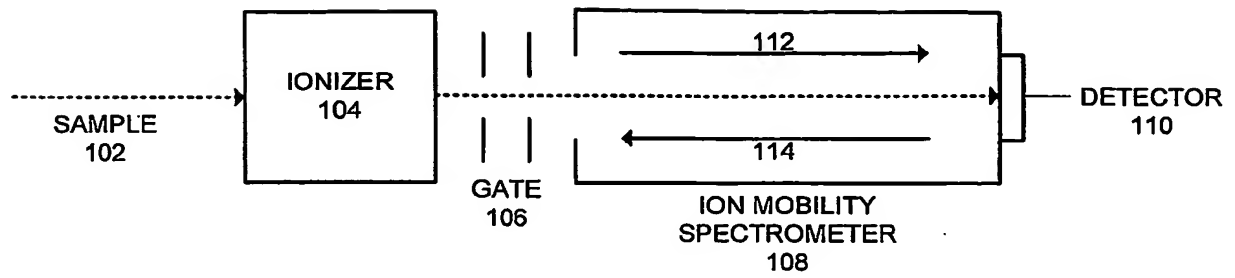 SAMPLE
102
IONIZER
104
GATE
106
112
114
ION MOBILITY
SPECTROMETER
108
DETECTOR
110